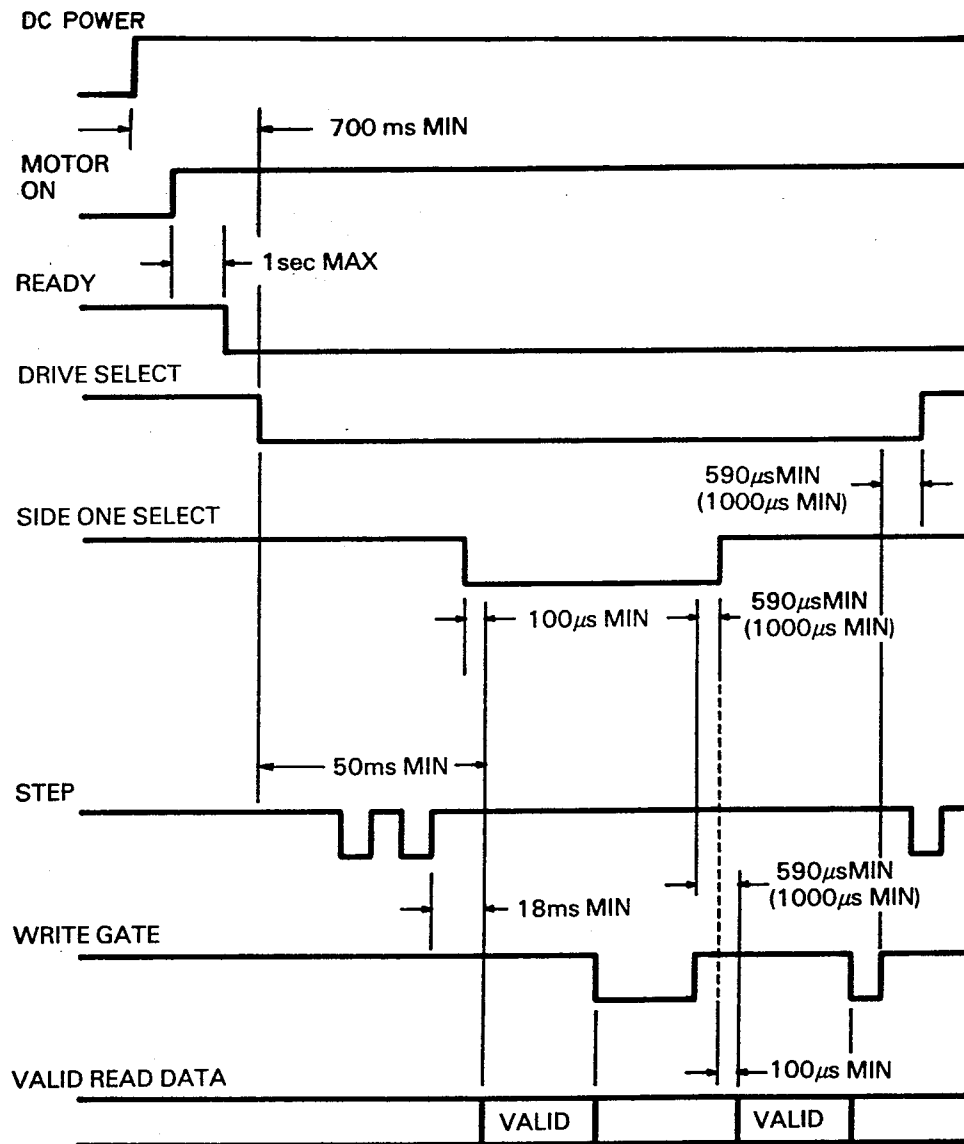 DC POWER
700 ms MIN
MOTOR
ON
1sec MAX
READY
DRIVE SELECT
590μsMIN
(1000μs MIN)
SIDE ONE SELECT
100μs MIN
590μsMIN
(1000μs MIN)
50ms MIN
STEP
590μsMIN
(1000μs MIN)
18ms MIN
WRITE GATE
100μs MIN
VALID READ DATA
VALID
VALID